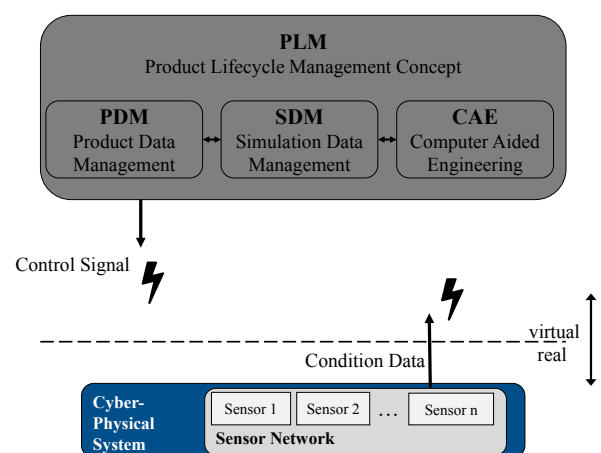 PLM
Product Lifecycle Management Concept
PDM
Product Data
Management
SDM
Simulation Data
Management
CAE
Computer Aided
Engineering
Control Signal
virtual
real
Condition Data
Cyber-
Physical
System
Sensor 1
Sensor 2
...
Sensor n
Sensor Network